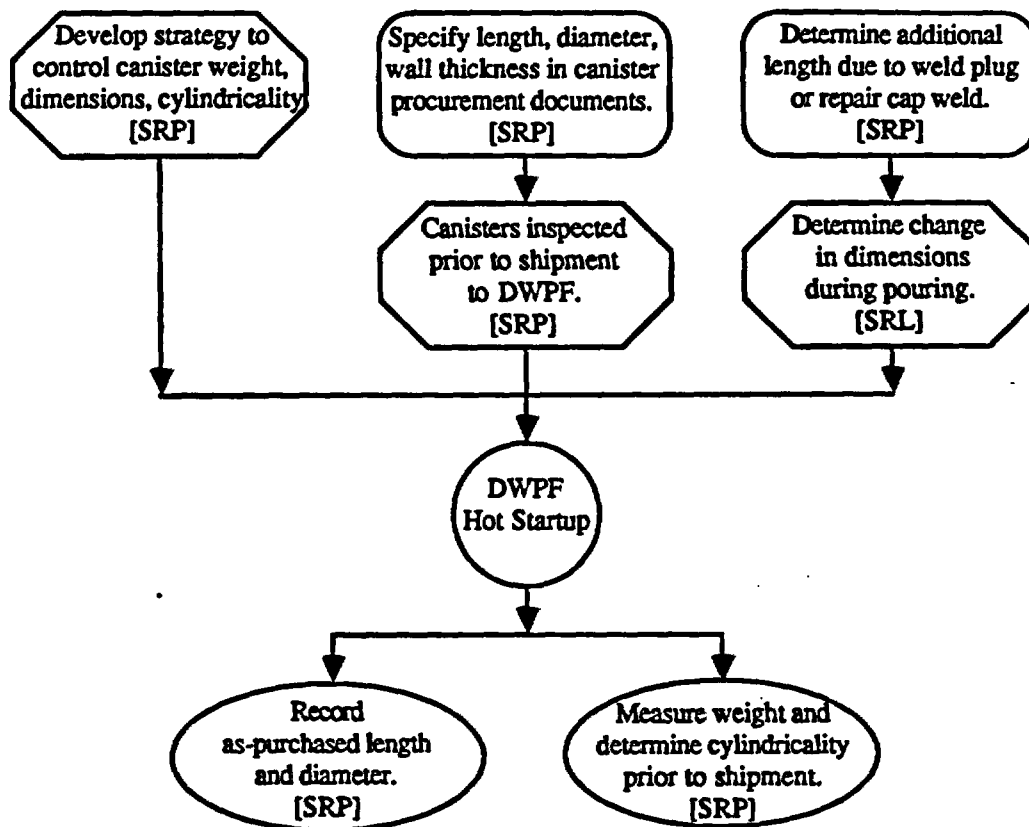 Develop strategy to
control canister weight,
dimensions, cylindricality
[SRP]
Specify length, diameter,
wall thickness in canister
procurement documents.
[SRP]
Determine additional
length due to weld plug
or repair cap weld.
[SRP]
Canisters inspected
prior to shipment
to DWPF.
[SRP]
Determine change
in dimensions
during pouring.
[SRL]
DWPF
Hot Startup
Record
as-purchased length
and diameter.
[SRP]
Measure weight and
determine cylindricality
prior to shipment.
[SRP]